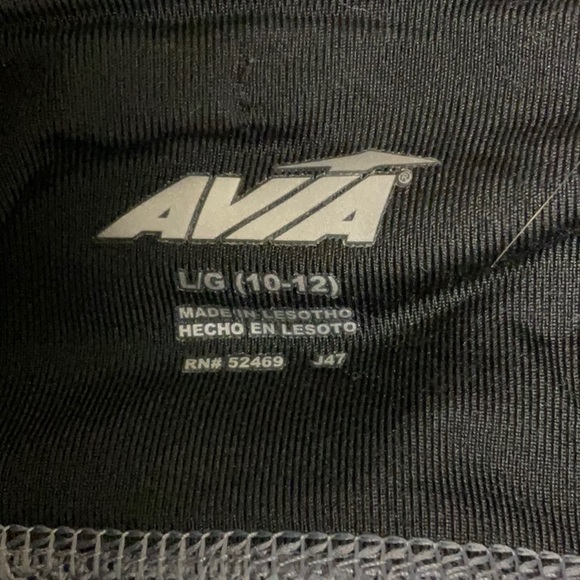 AVIA®
L/G (10-12)
MADE IN LESOTHO
HECHO EN LESOTO
RN# 52469 J47